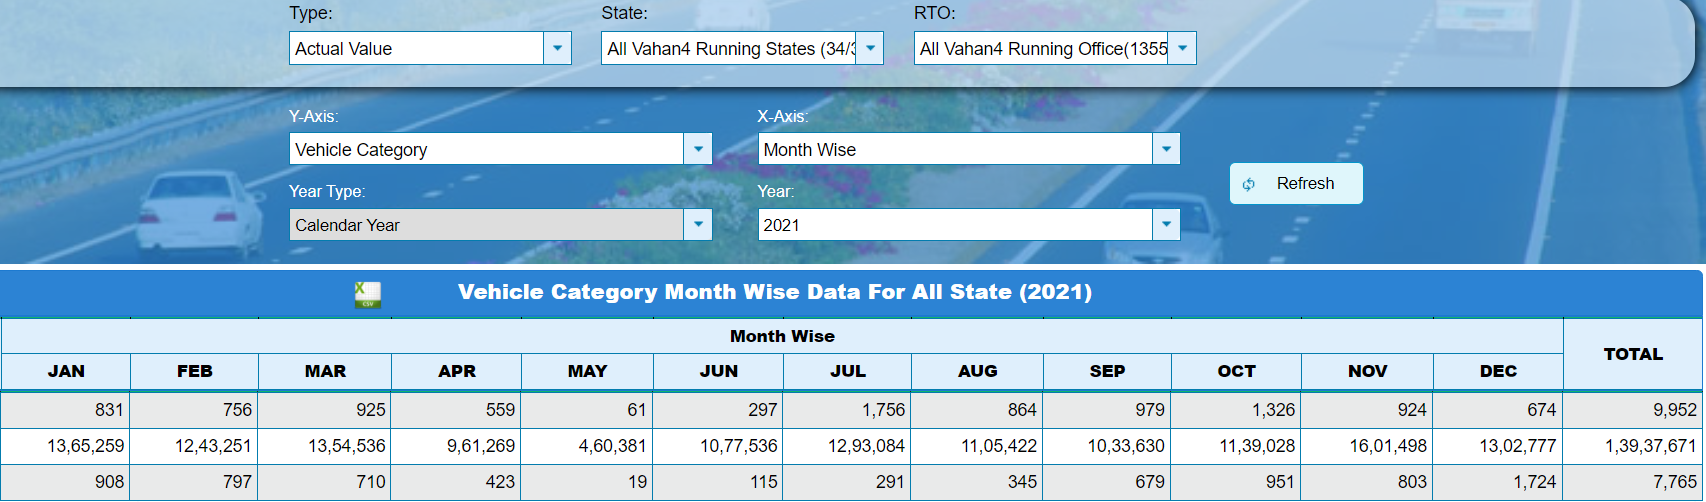 Type: State: RTO:
Actual Value All Vahan4 Running States (34/3 All Vahan4 Running Office(1355
Y-Axis: X-Axis:
Vehicle Category Month Wise
Refresh
Year Type: Year:
Calendar Year 2021
Vehicle Category Month Wise Data For All State (2021)
Month Wise TOTAL
JAN FEB MAR APR MAY JUN JUL AUG SEP OCT NOV DEC
831 756 925 559 61 297 1,756 864 979 1,326 924 674 9,952
13,65,259 12,43,251 13,54,536 9,61,269 4,60,381 10,77,536 12,93,084 11,05,422 10,33,630 11,39,028 16,01,498 13,02,777 1,39,37,671
908 797 710 423 19 115 291 345 679 951 803 1,724 7,765